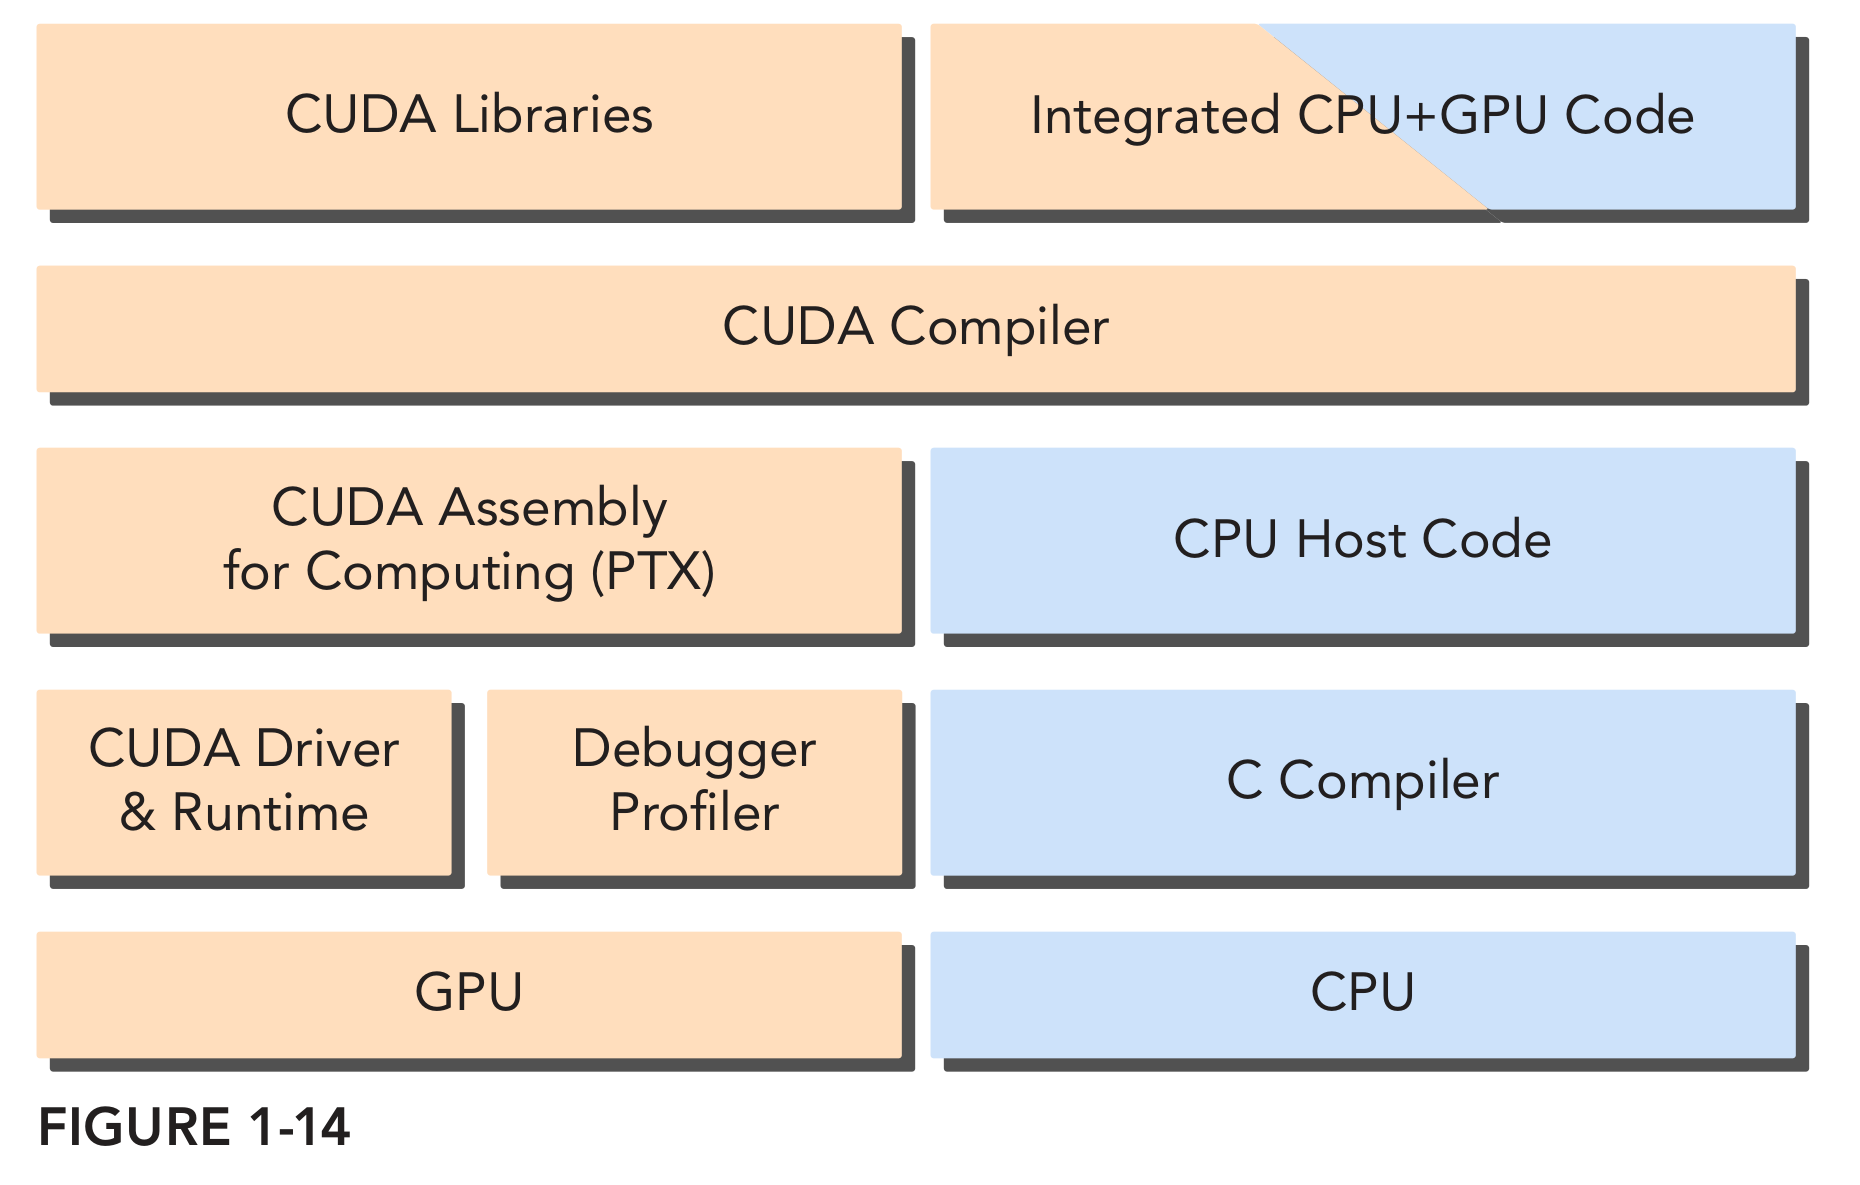 CUDA Libraries
Integrated CPU+GPU Code
CUDA Compiler
CUDA Assembly
for Computing (PTX)
CPU Host Code
CUDA Driver
& Runtime
Debugger
Profiler
C Compiler
GPU
CPU
FIGURE 1-14